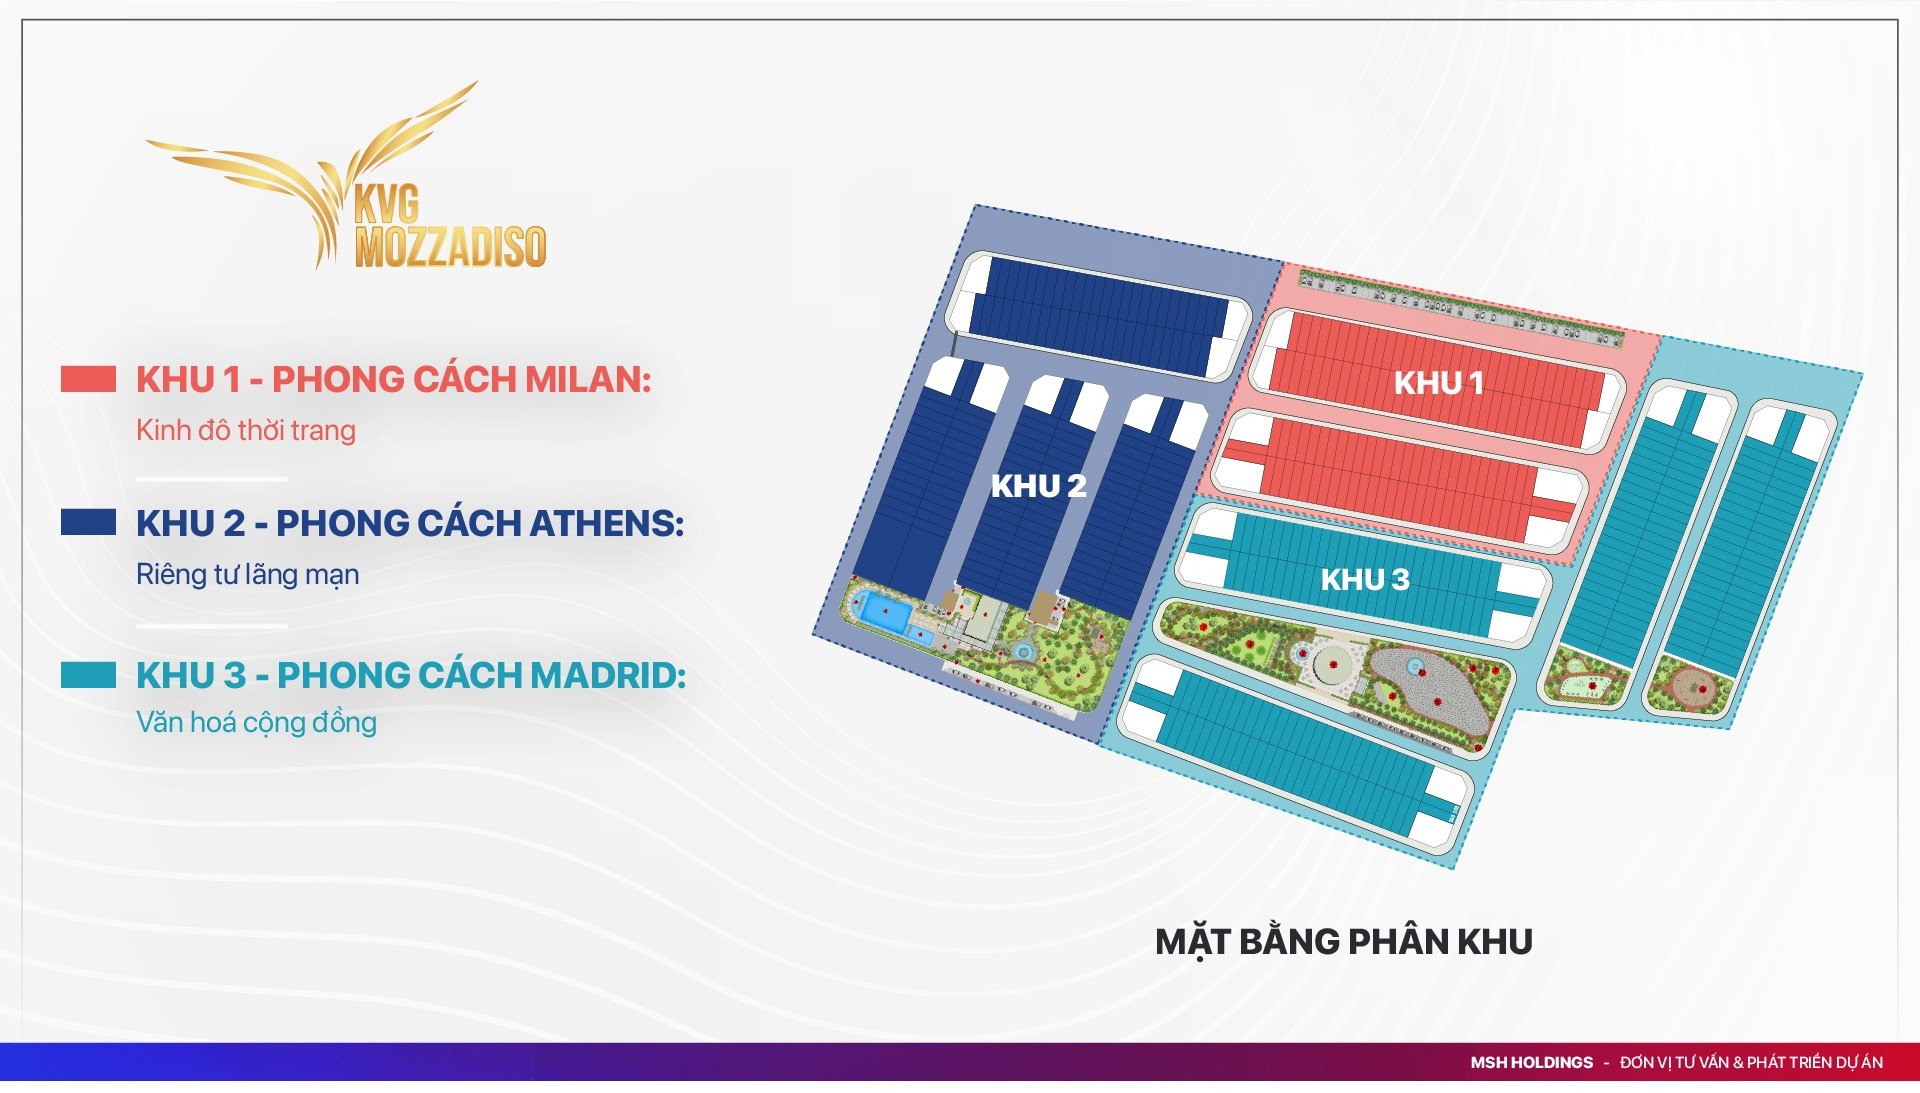 KVG
MOZZADISO
KHU 1 - PHONG CÁCH MILAN:
Kinh đô thời trang
KHU 2 - PHONG CÁCH ATHENS:
Riêng tư lãng mạn
KHU 3 - PHONG CÁCH MADRID:
Văn hoá cộng đồng
KHU 1
KHU 2
KHU 3
MẶT BẰNG PHÂN KHU
MSH HOLDINGS - ĐƠN VỊ TƯ VẤN & PHÁT TRIỂN DỰ ÁN